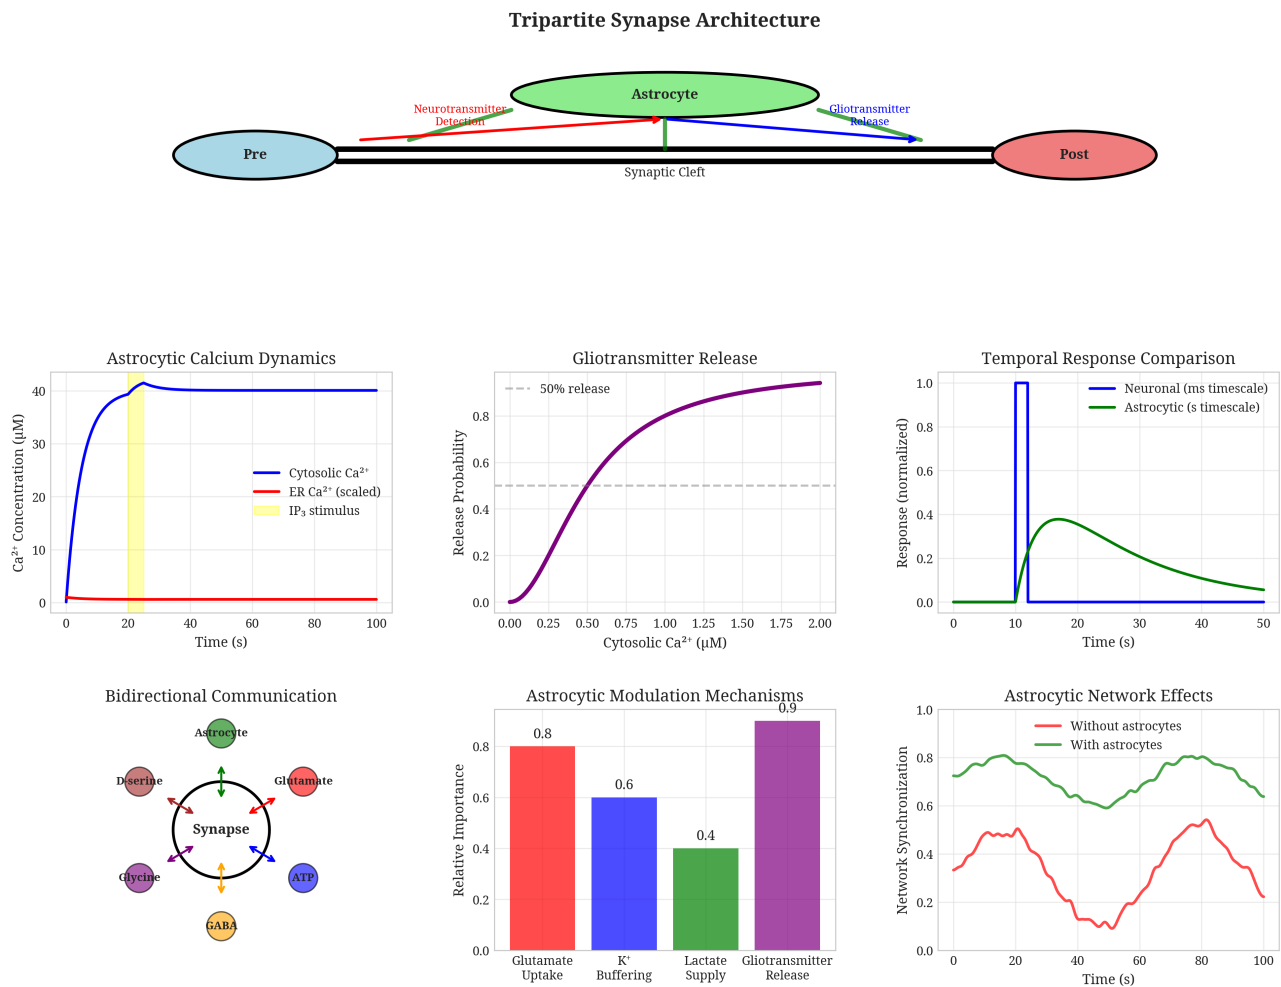 Tripartite Synapse Architecture
Astrocyte
Neurotransmitter
Detection
Gliotransmitter
Release
Pre
Post
Synaptic Cleft
Astrocytic Calcium Dynamics
Ca²⁺ Concentration (μM)
40
30
20
10
0
Cytosolic Ca²⁺
ER Ca²⁺ (scaled)
IP₃ stimulus
0 20 40 60 80 100
Time (s)
Gliotransmitter Release
Release Probability
0.8
0.6
0.4
0.2
0.0
50% release
0.00 0.25 0.50 0.75 1.00 1.25 1.50 1.75 2.00
Cytosolic Ca²⁺ (μM)
Temporal Response Comparison
Response (normalized)
1.0
0.8
0.6
0.4
0.2
0.0
Neuronal (ms timescale)
Astrocytic (s timescale)
0 10 20 30 40 50
Time (s)
Bidirectional Communication
Astrocyte
D-serine
Glutamate
Synapse
Glycine
ATP
GABA
Astrocytic Modulation Mechanisms
Relative Importance
0.8
0.6
0.4
0.2
0.0
0.8
0.6
0.4
0.9
Glutamate
Uptake
K⁺
Buffering
Lactate
Supply
Gliotransmitter
Release
Astrocytic Network Effects
Network Synchronization
1.0
0.8
0.6
0.4
0.2
0.0
Without astrocytes
With astrocytes
0 20 40 60 80 100
Time (s)